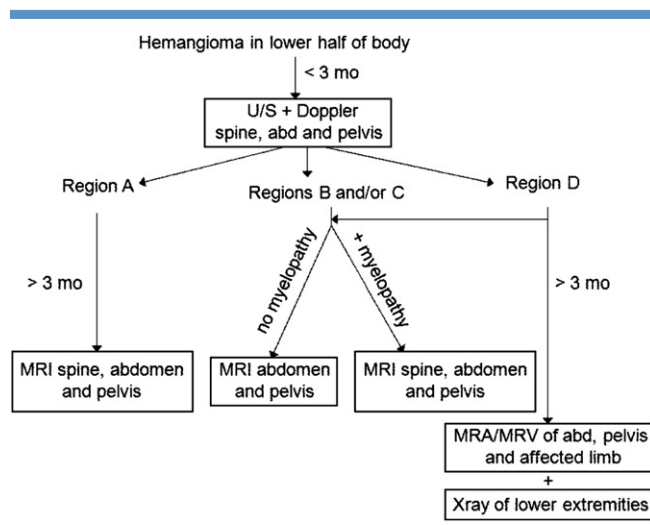 Hemangioma in lower half of body
< 3 mo
U/S + Doppler
spine, abd and pelvis
Region A
Regions B and/or C
Region D
> 3 mo
no myelopathy
+ myelopathy
> 3 mo
MRI spine, abdomen
and pelvis
MRI abdomen
and pelvis
MRI spine, abdomen
and pelvis
MRA/MRV of abd, pelvis
and affected limb
+
Xray of lower extremities